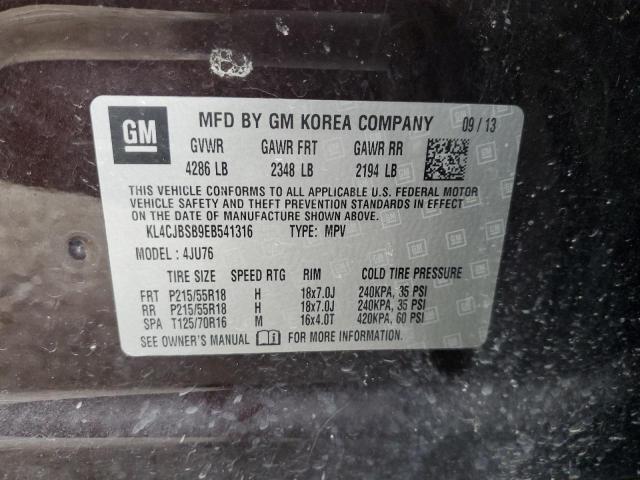 GM MFD BY GM KOREA COMPANY 09 / 13
GVWR GAWR FRT GAWR RR
4286 LB 2348 LB 2194 LB
THIS VEHICLE CONFORMS TO ALL APPLICABLE U.S. FEDERAL MOTOR
VEHICLE SAFETY AND THEFT PREVENTION STANDARDS IN EFFECT
ON THE DATE OF MANUFACTURE SHOWN ABOVE.
KL4CJBSB9EB541316 TYPE: MPV
MODEL : 4JU76
TIRE SIZE SPEED RTG RIM COLD TIRE PRESSURE
FRT P215/55R18 H 18x7.0J 240KPA, 35 PSI
RR P215/55R18 H 18x7.0J 240KPA, 35 PSI
SPA T125/70R16 M 16x4.0T 420KPA, 60 PSI
SEE OWNER'S MANUAL FOR MORE INFORMATION.